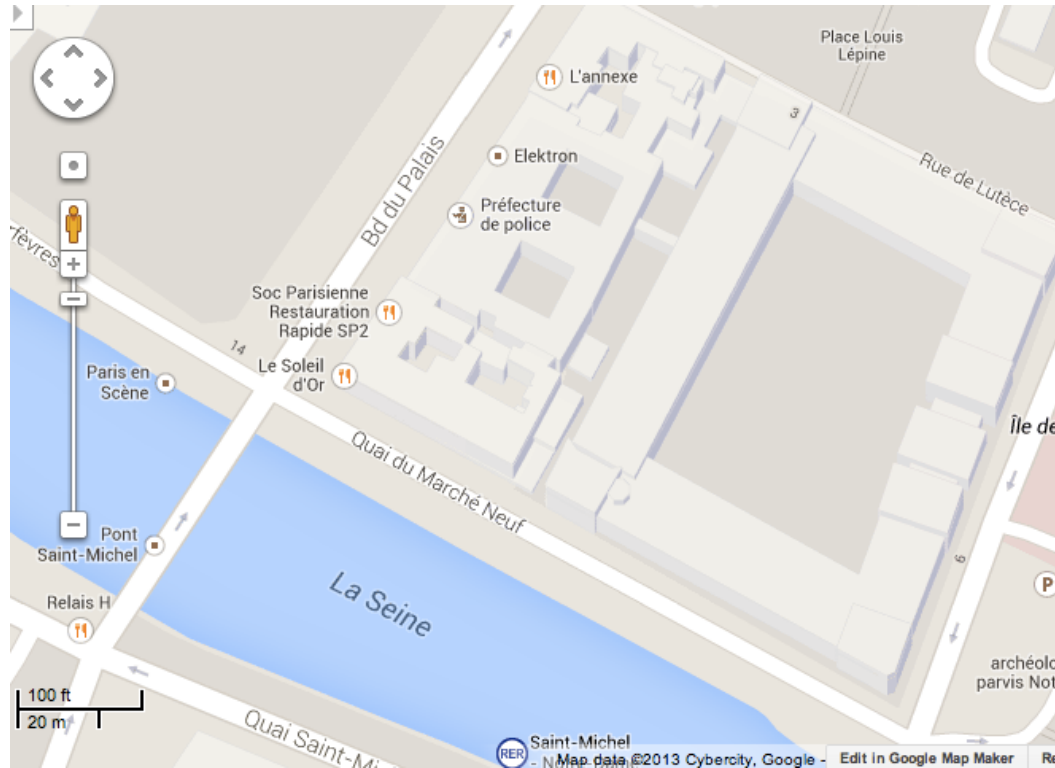 Place Louis
Lépine
L'annexe
3
Elektron
Rue de Lutèce
Bd du Palais
Préfecture
de police
fèvres
Soc Parisienne
Restauration
Rapide SP2
14
Le Soleil
d'Or
Paris en
Scène
Île de
Quai du Marché Neuf
Pont
Saint-Michel
9
P
La Seine
Relais H
archéolo
parvis Not
100 ft
20 m
Quai Saint-Mi
RER
Saint-Michel
Map data ©2013 Cybercity, Google -
Edit in Google Map Maker